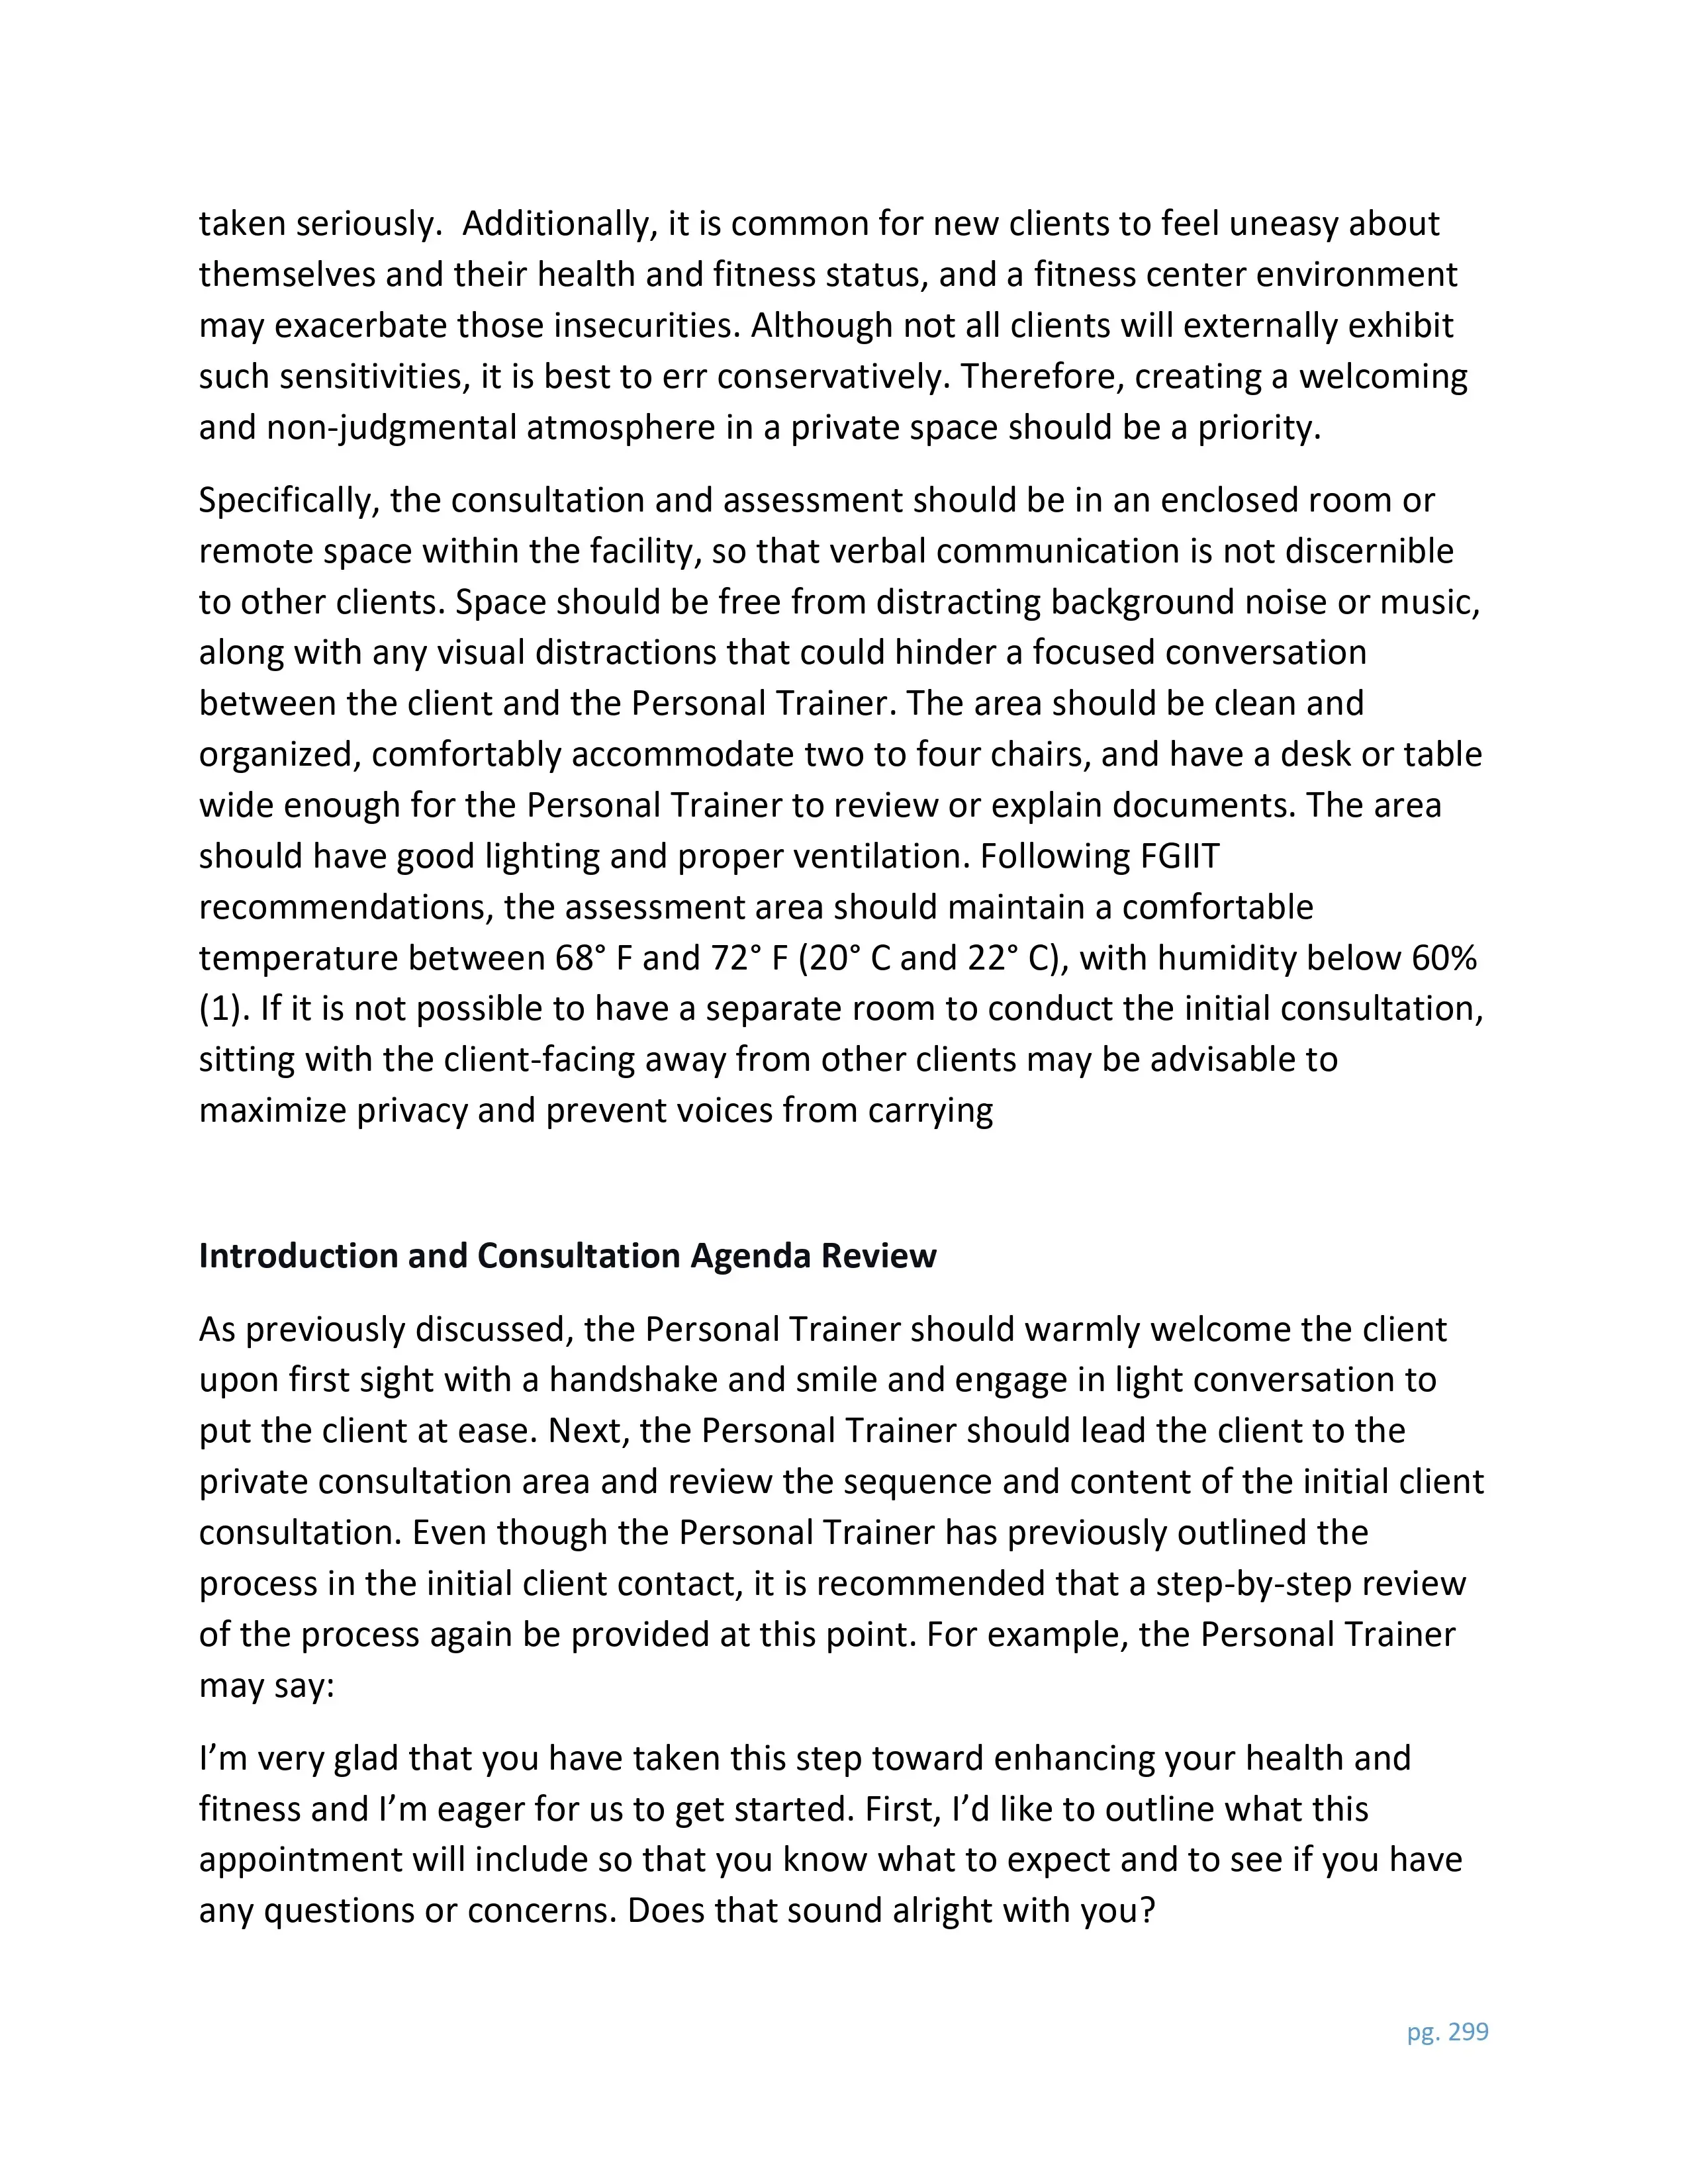 taken seriously.  Additionally, it is common for new clients to feel uneasy about
themselves and their health and fitness status, and a fitness center environment
may exacerbate those insecurities. Although not all clients will externally exhibit
such sensitivities, it is best to err conservatively. Therefore, creating a welcoming
and non-judgmental atmosphere in a private space should be a priority.
Specifically, the consultation and assessment should be in an enclosed room or
remote space within the facility, so that verbal communication is not discernible
to other clients. Space should be free from distracting background noise or music,
along with any visual distractions that could hinder a focused conversation
between the client and the Personal Trainer. The area should be clean and
organized, comfortably accommodate two to four chairs, and have a desk or table
wide enough for the Personal Trainer to review or explain documents. The area
should have good lighting and proper ventilation. Following FGIIT
recommendations, the assessment area should maintain a comfortable
temperature between 68° F and 72° F (20° C and 22° C), with humidity below 60%
(1). If it is not possible to have a separate room to conduct the initial consultation,
sitting with the client-facing away from other clients may be advisable to
maximize privacy and prevent voices from carrying
Introduction and Consultation Agenda Review
As previously discussed, the Personal Trainer should warmly welcome the client
upon first sight with a handshake and smile and engage in light conversation to
put the client at ease. Next, the Personal Trainer should lead the client to the
private consultation area and review the sequence and content of the initial client
consultation. Even though the Personal Trainer has previously outlined the
process in the initial client contact, it is recommended that a step-by-step review
of the process again be provided at this point. For example, the Personal Trainer
may say:
I’m very glad that you have taken this step toward enhancing your health and
fitness and I’m eager for us to get started. First, I’d like to outline what this
appointment will include so that you know what to expect and to see if you have
any questions or concerns. Does that sound alright with you?
pg. 299